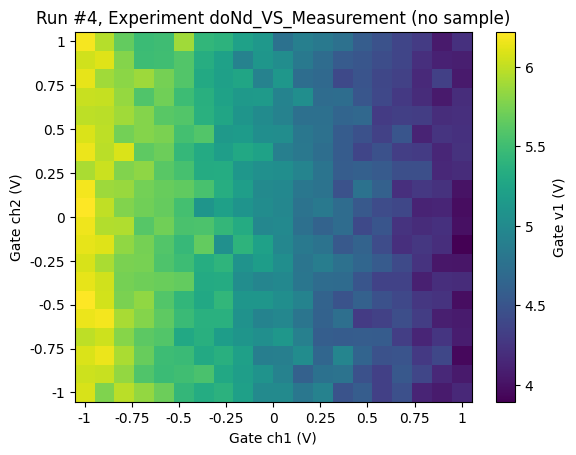 Run #4, Experiment doNd_VS_Measurement (no sample)
1
0.75
0.5
0.25
0
-0.25
-0.5
-0.75
-1
Gate ch2 (V)
-1 -0.75 -0.5 -0.25 0 0.25 0.5 0.75 1
Gate ch1 (V)
6
5.5
5
4.5
4
Gate v1 (V)